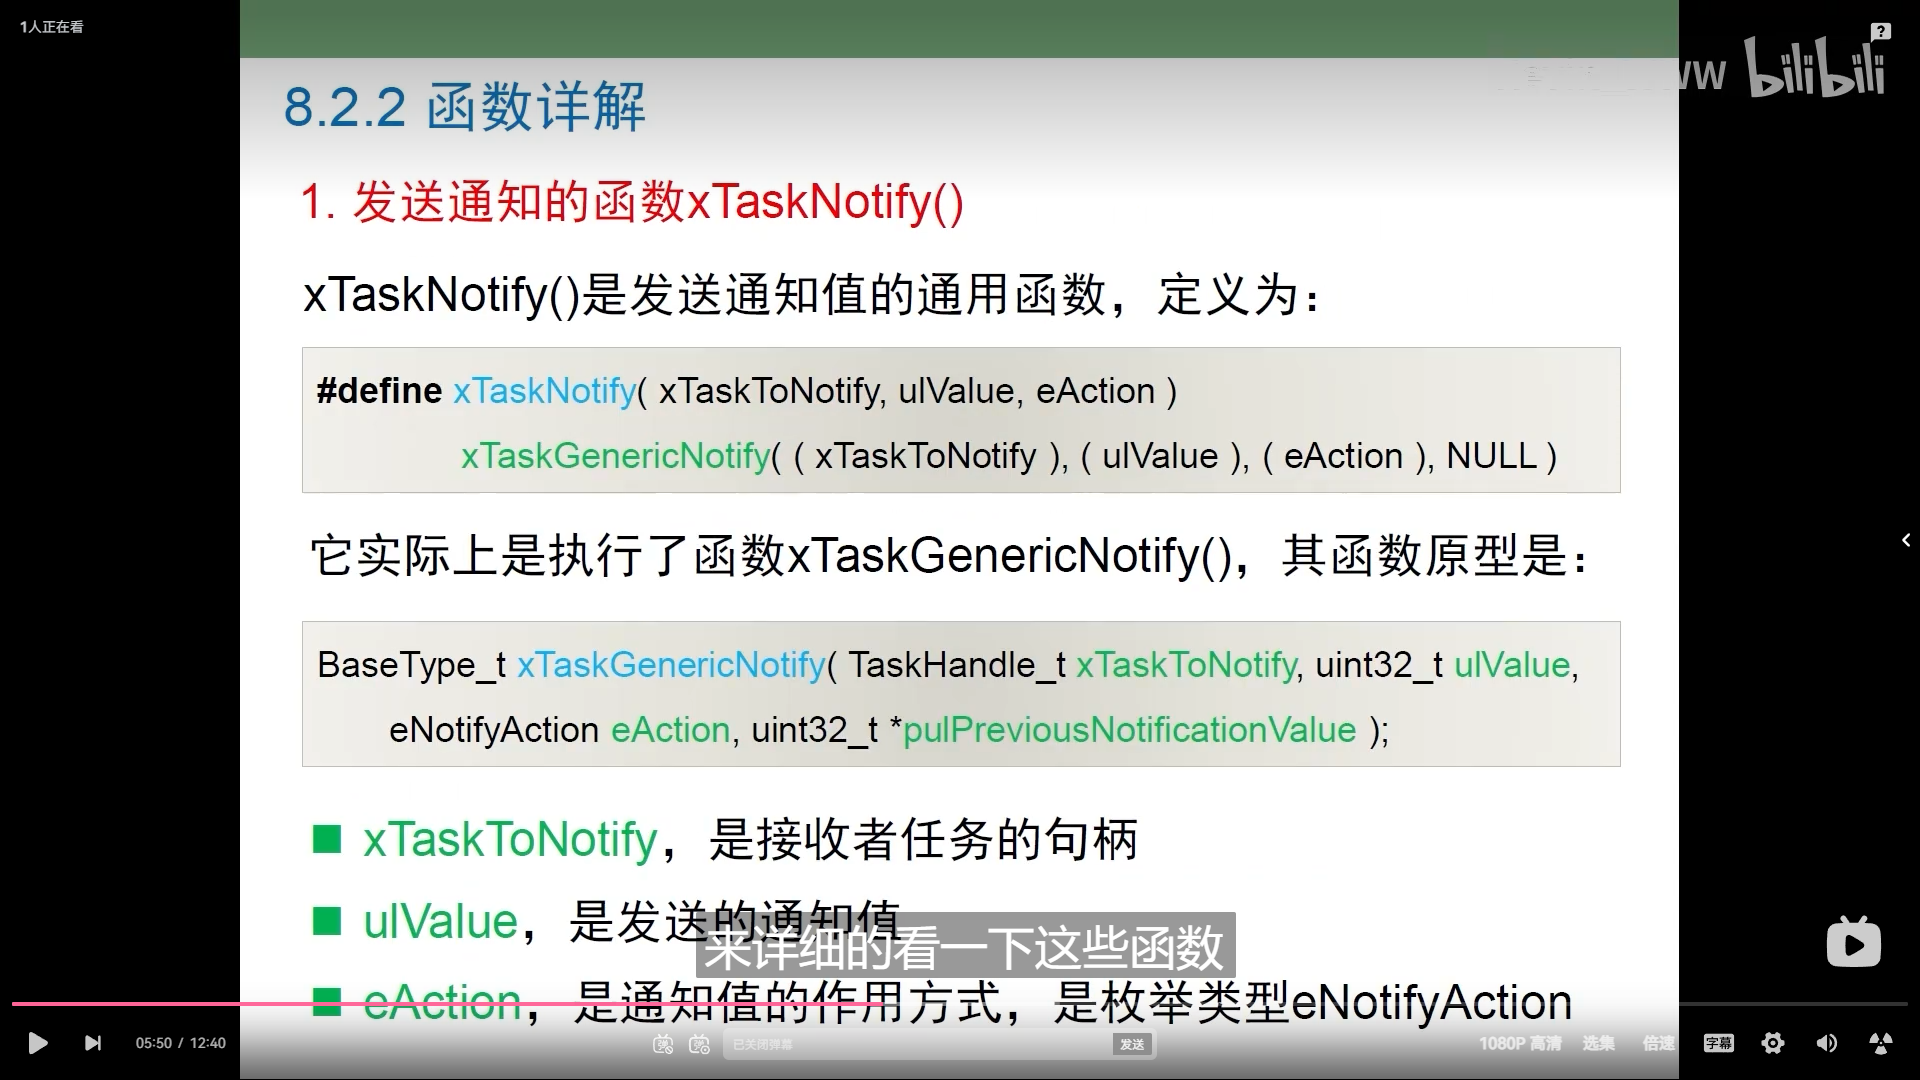 1人正在看
bilibili
8.2.2 函数详解
1. 发送通知的函数xTaskNotify()
xTaskNotify()是发送通知值的通用函数，定义为：
#define xTaskNotify( xTaskToNotify, ulValue, eAction )
xTaskGenericNotify( ( xTaskToNotify ), ( ulValue ), ( eAction ), NULL )
它实际上是执行了函数xTaskGenericNotify()，其函数原型是：
BaseType_t xTaskGenericNotify( TaskHandle_t xTaskToNotify, uint32_t ulValue,
eNotifyAction eAction, uint32_t *pulPreviousNotificationValue );
xTaskToNotify，是接收者任务的句柄
ulValue，是发送的通知值
来详细的看一下这些函数
eAction，是通知值的作用方式，是枚举类型eNotifyAction
05:50 / 12:40
已关闭弹幕
发送
1080P 高清
选集
倍速
字幕